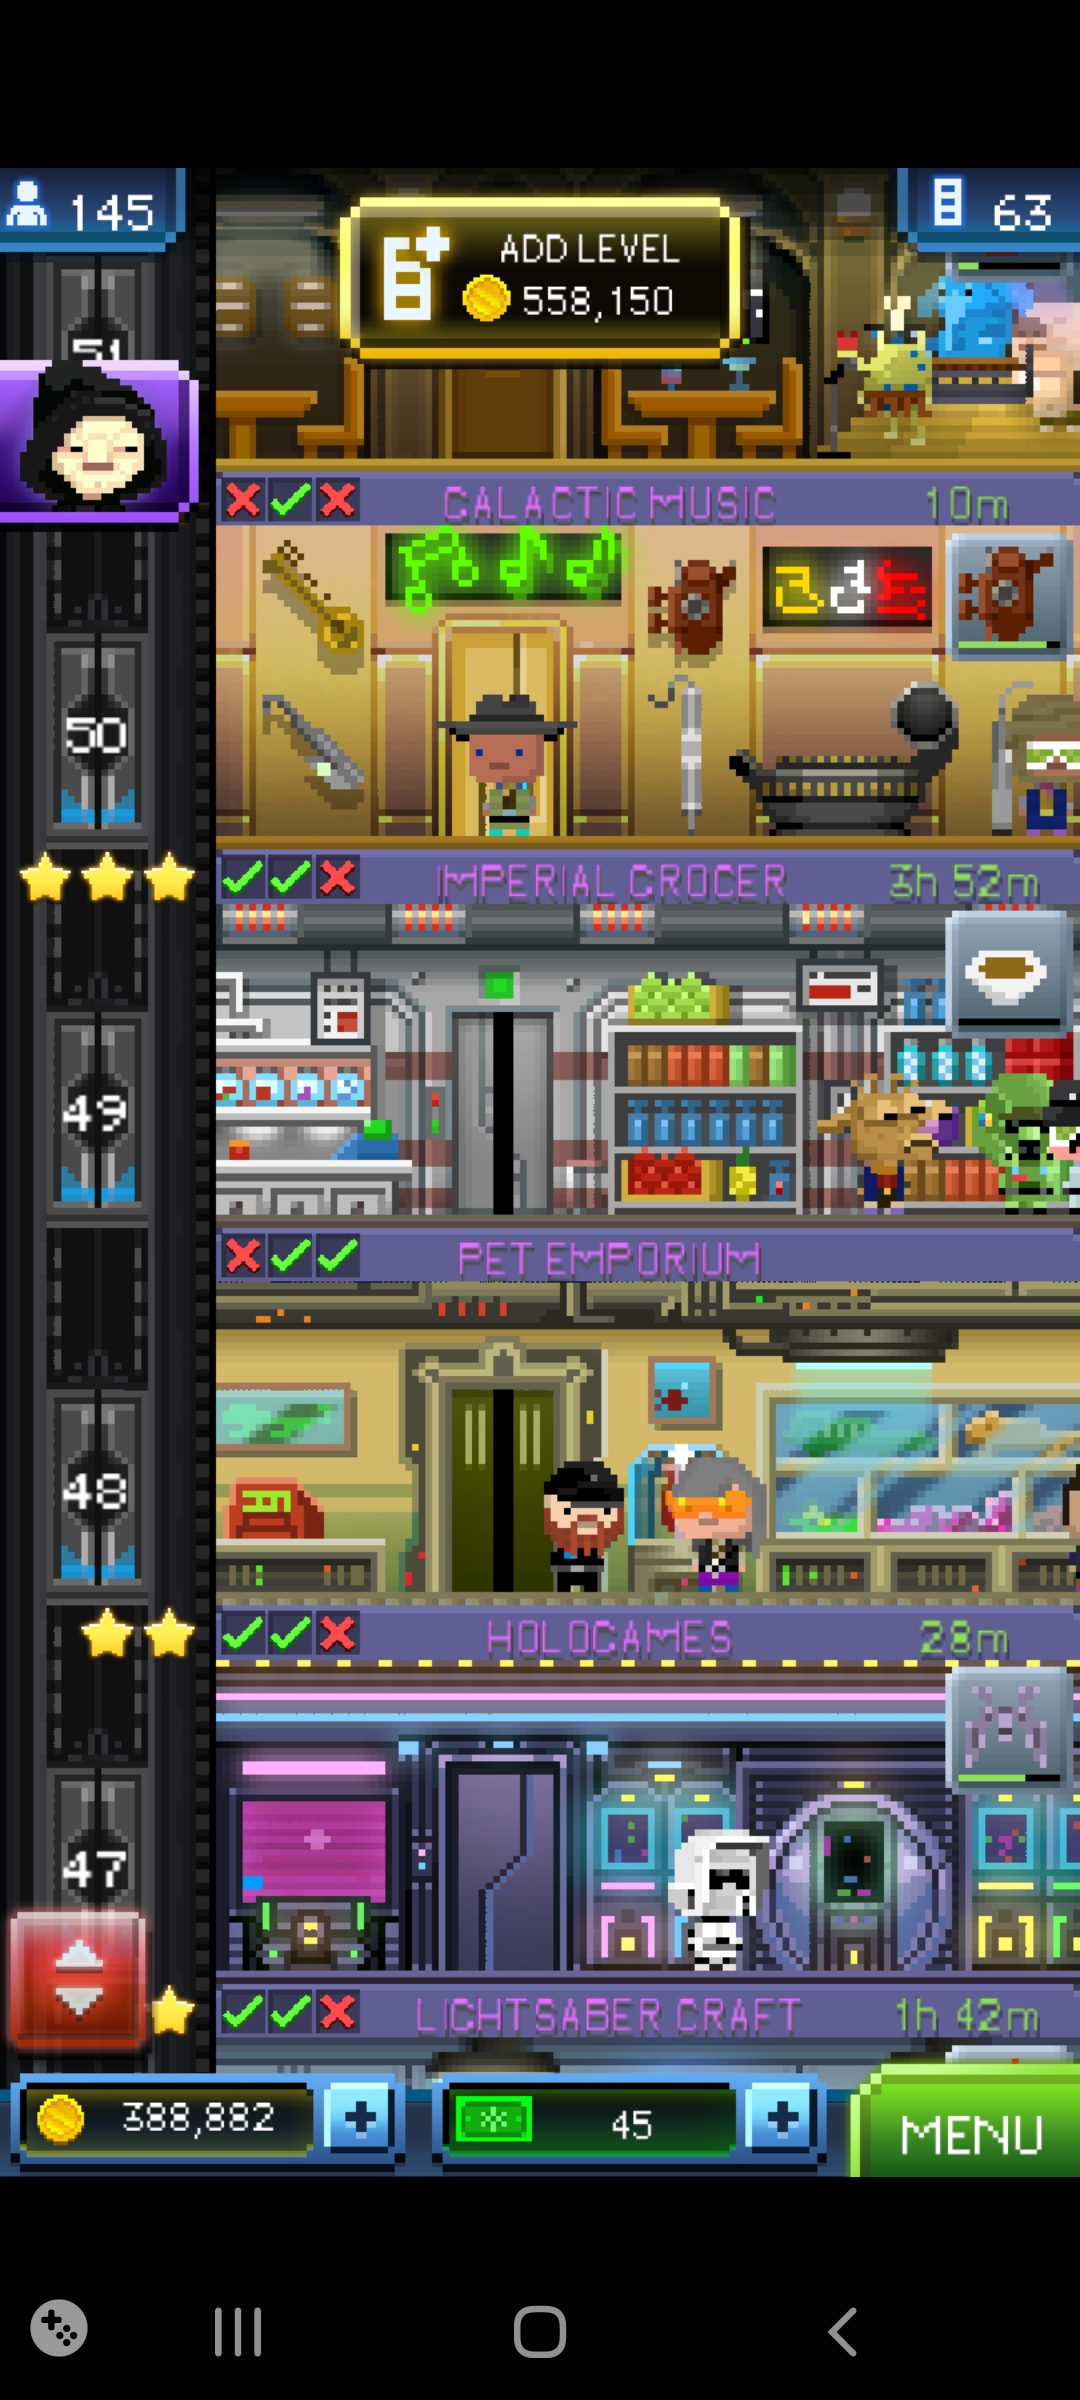 145
ADD LEVEL
558,150
63
51
GALACTIC MUSIC 10m
50
IMPERIAL GROCER 3h 52m
49
PET EMPORIUM
48
HOLOGAMES 28m
47
LIGHTSABER CRAFT 1h 42m
388,882
45
MENU